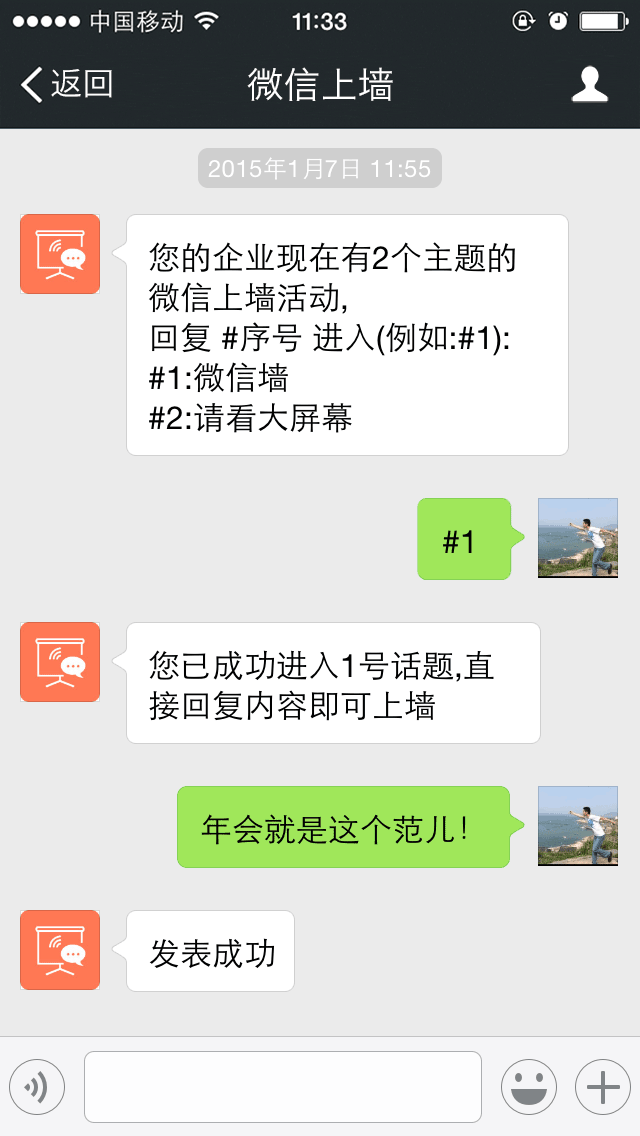 中国移动 11:33
返回 微信上墙
2015年1月7日 11:55
您的企业现在有2个主题的
微信上墙活动,
回复 #序号 进入(例如:#1):
#1:微信墙
#2:请看大屏幕
#1
您已成功进入1号话题,直
接回复内容即可上墙
年会就是这个范儿！
发表成功